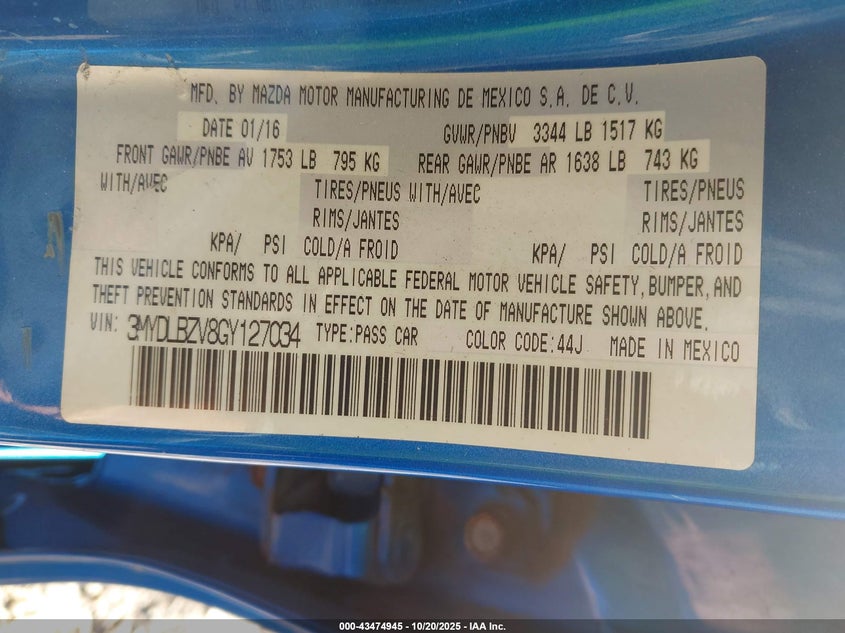 MFD. BY MAZDA MOTOR MANUFACTURING DE MEXICO S.A. DE C.V.
DATE 01/16 GVWR/PNBV 3344 LB 1517 KG
FRONT GAWR/PNBE AV 1753 LB 795 KG REAR GAWR/PNBE AR 1638 LB 743 KG
WITH/AVEC TIRES/PNEUS WITH/AVEC TIRES/PNEUS
RIMS/JANTES RIMS/JANTES
KPA/ PSI COLD/A FROID KPA/ PSI COLD/A FROID
THIS VEHICLE CONFORMS TO ALL APPLICABLE FEDERAL MOTOR VEHICLE SAFETY, BUMPER, AND
THEFT PREVENTION STANDARDS IN EFFECT ON THE DATE OF MANUFACTURE SHOWN ABOVE.
VIN: 3MYDLBZV8GY127034 TYPE:PASS CAR COLOR CODE:44J MADE IN MEXICO
000-43474945 | 10/20/2025 - IAA Inc.